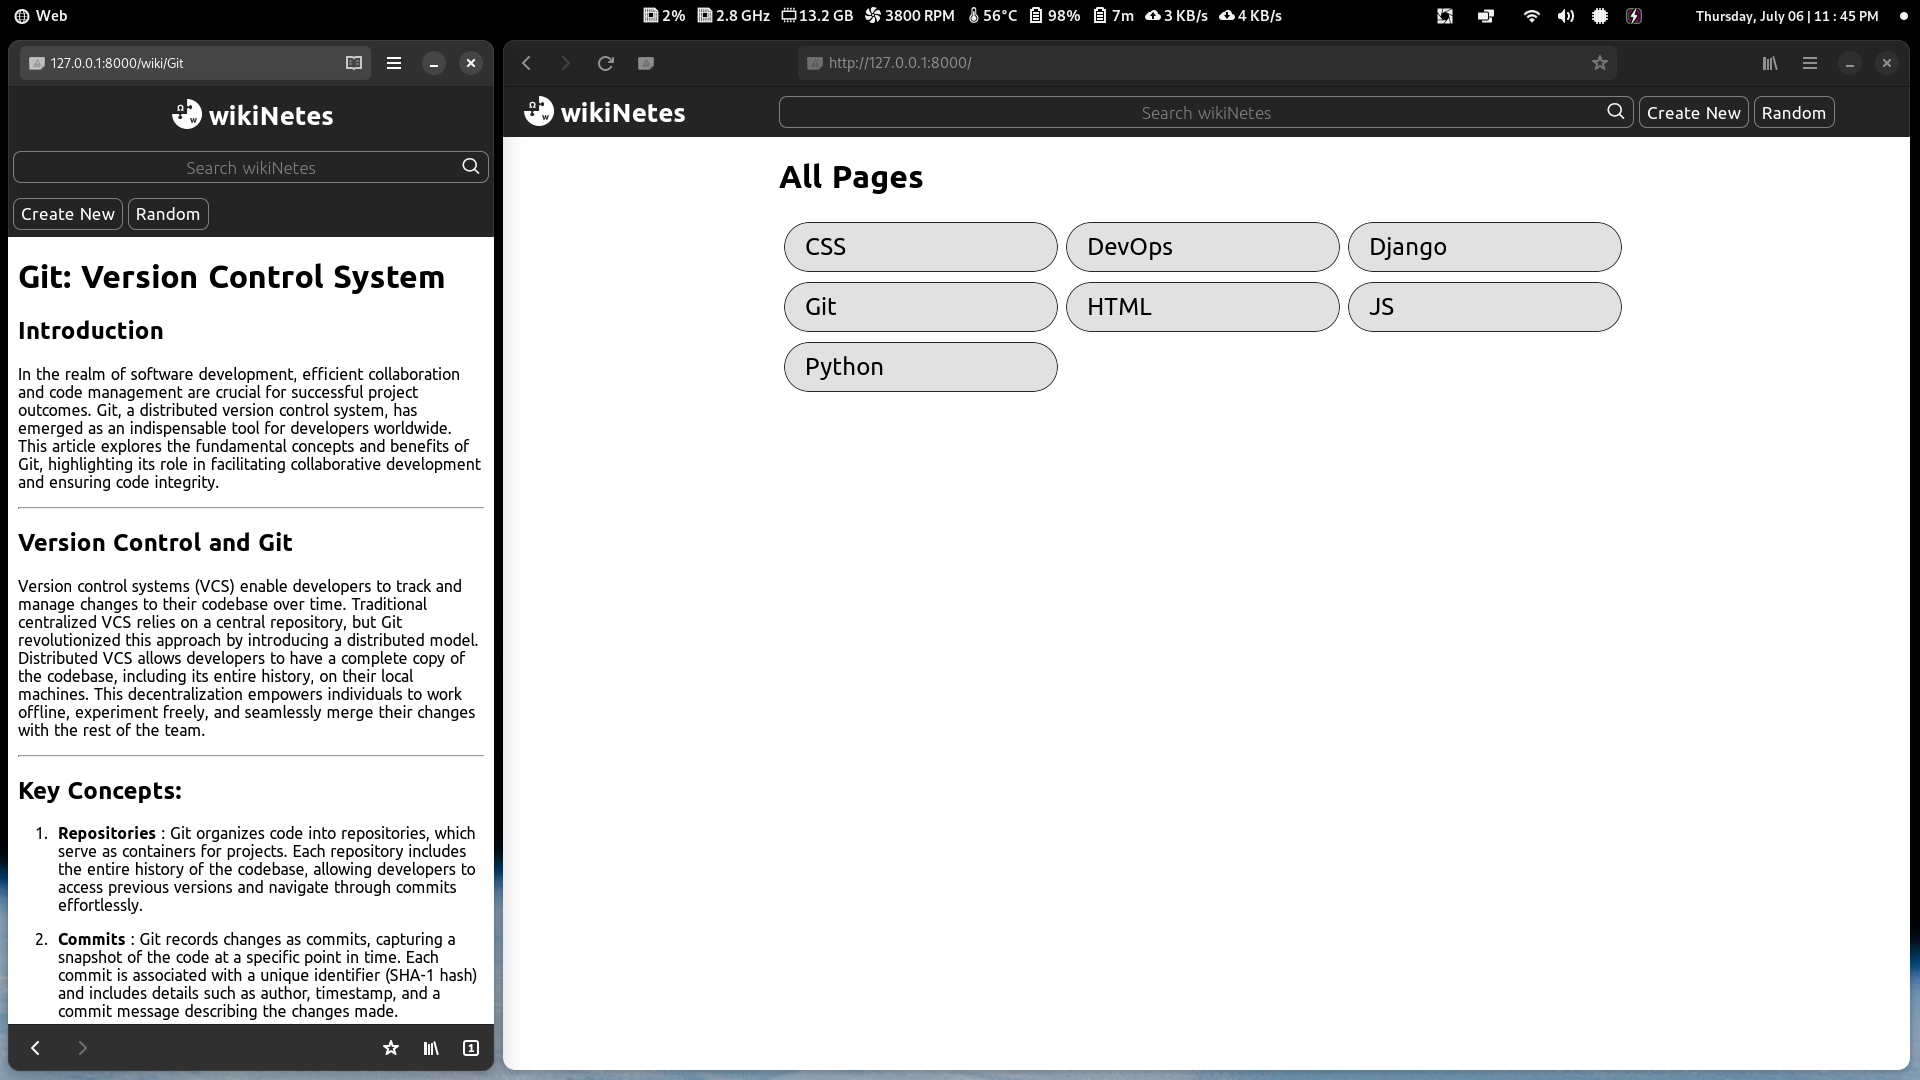 Web
2% 2.8 GHz 13.2 GB 3800 RPM 56°C 98% 7m 3 KB/s 4 KB/s
Thursday, July 06 | 11 : 45 PM
127.0.0.1:8000/wiki/Git
wikiNetes
Search wikiNetes
Create New Random
Git: Version Control System
Introduction
In the realm of software development, efficient collaboration
and code management are crucial for successful project
outcomes. Git, a distributed version control system, has
emerged as an indispensable tool for developers worldwide.
This article explores the fundamental concepts and benefits of
Git, highlighting its role in facilitating collaborative development
and ensuring code integrity.
Version Control and Git
Version control systems (VCS) enable developers to track and
manage changes to their codebase over time. Traditional
centralized VCS relies on a central repository, but Git
revolutionized this approach by introducing a distributed model.
Distributed VCS allows developers to have a complete copy of
the codebase, including its entire history, on their local
machines. This decentralization empowers individuals to work
offline, experiment freely, and seamlessly merge their changes
with the rest of the team.
Key Concepts:
1. Repositories : Git organizes code into repositories, which
serve as containers for projects. Each repository includes
the entire history of the codebase, allowing developers to
access previous versions and navigate through commits
effortlessly.
2. Commits : Git records changes as commits, capturing a
snapshot of the code at a specific point in time. Each
commit is associated with a unique identifier (SHA-1 hash)
and includes details such as author, timestamp, and a
commit message describing the changes made.
1
http://127.0.0.1:8000/
wikiNetes
Search wikiNetes
Create New Random
All Pages
CSS DevOps Django
Git HTML JS
Python